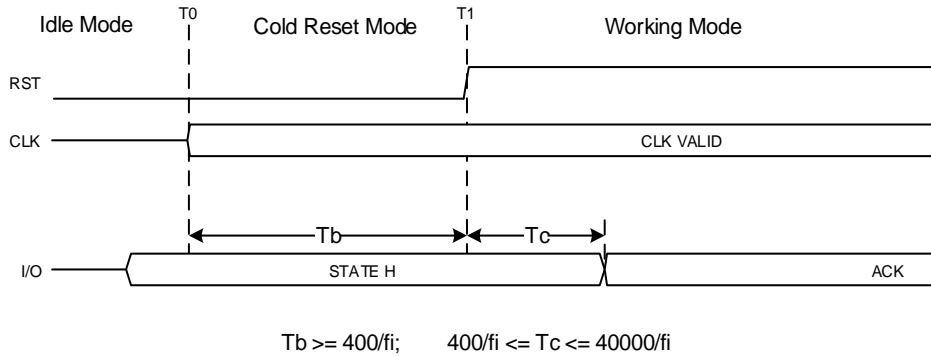 T0 T1
Idle Mode Cold Reset Mode Working Mode
RST
CLK CLK VALID
Tb Tc
I/O STATE H ACK
Tb >= 400/fi; 400/fi <= Tc <= 40000/fi